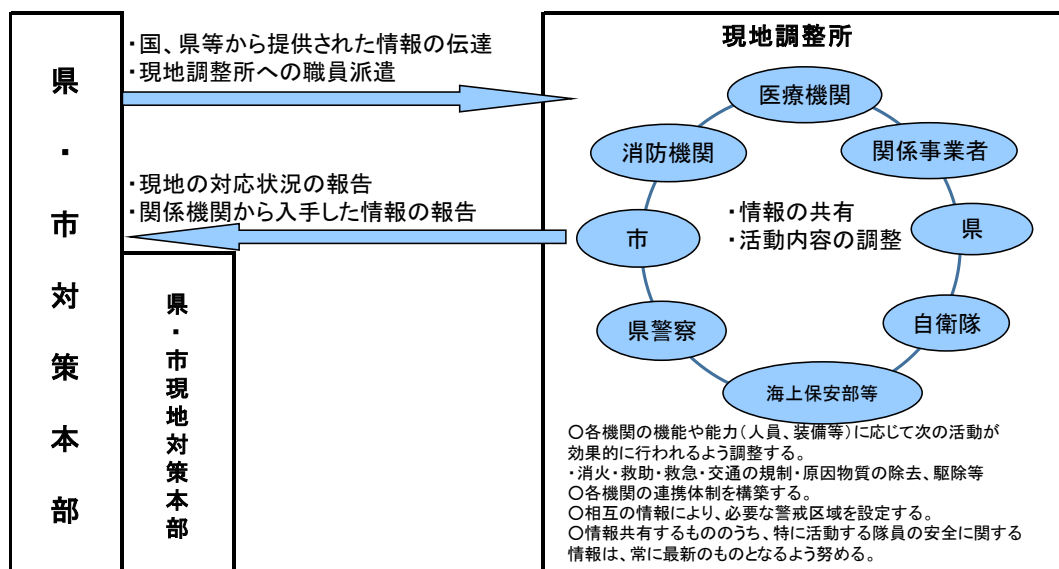 県・市対策本部
・国、県等から提供された情報の伝達
・現地調整所への職員派遣
・現地の対応状況の報告
・関係機関から入手した情報の報告
県・市現地対策本部
現地調整所
医療機関
消防機関
関係事業者
市
・情報の共有
・活動内容の調整
県
県警察
自衛隊
海上保安部等
〇各機関の機能や能力(人員、装備等)に応じて次の活動が
効果的に行われるよう調整する。
・消火・救助・救急・交通の規制・原因物質の除去、駆除等
〇各機関の連携体制を構築する。
〇相互の情報により、必要な警戒区域を設定する。
〇情報共有するもののうち、特に活動する隊員の安全に関する
情報は、常に最新のものとなるよう努める。